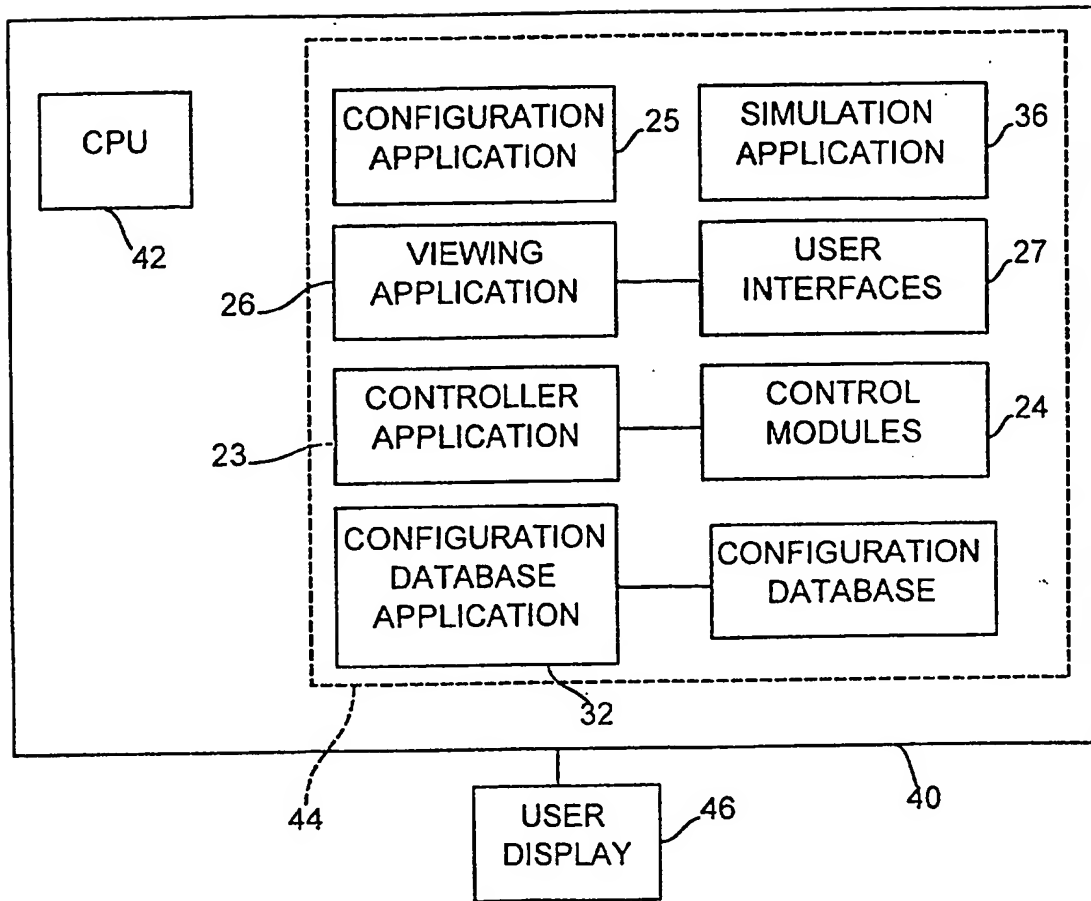 CPU
42
CONFIGURATION
APPLICATION
25
SIMULATION
APPLICATION
36
VIEWING
APPLICATION
26
USER
INTERFACES
27
CONTROLLER
APPLICATION
23
CONTROL
MODULES
24
CONFIGURATION
DATABASE
APPLICATION
32
CONFIGURATION
DATABASE
44
40
USER
DISPLAY
46